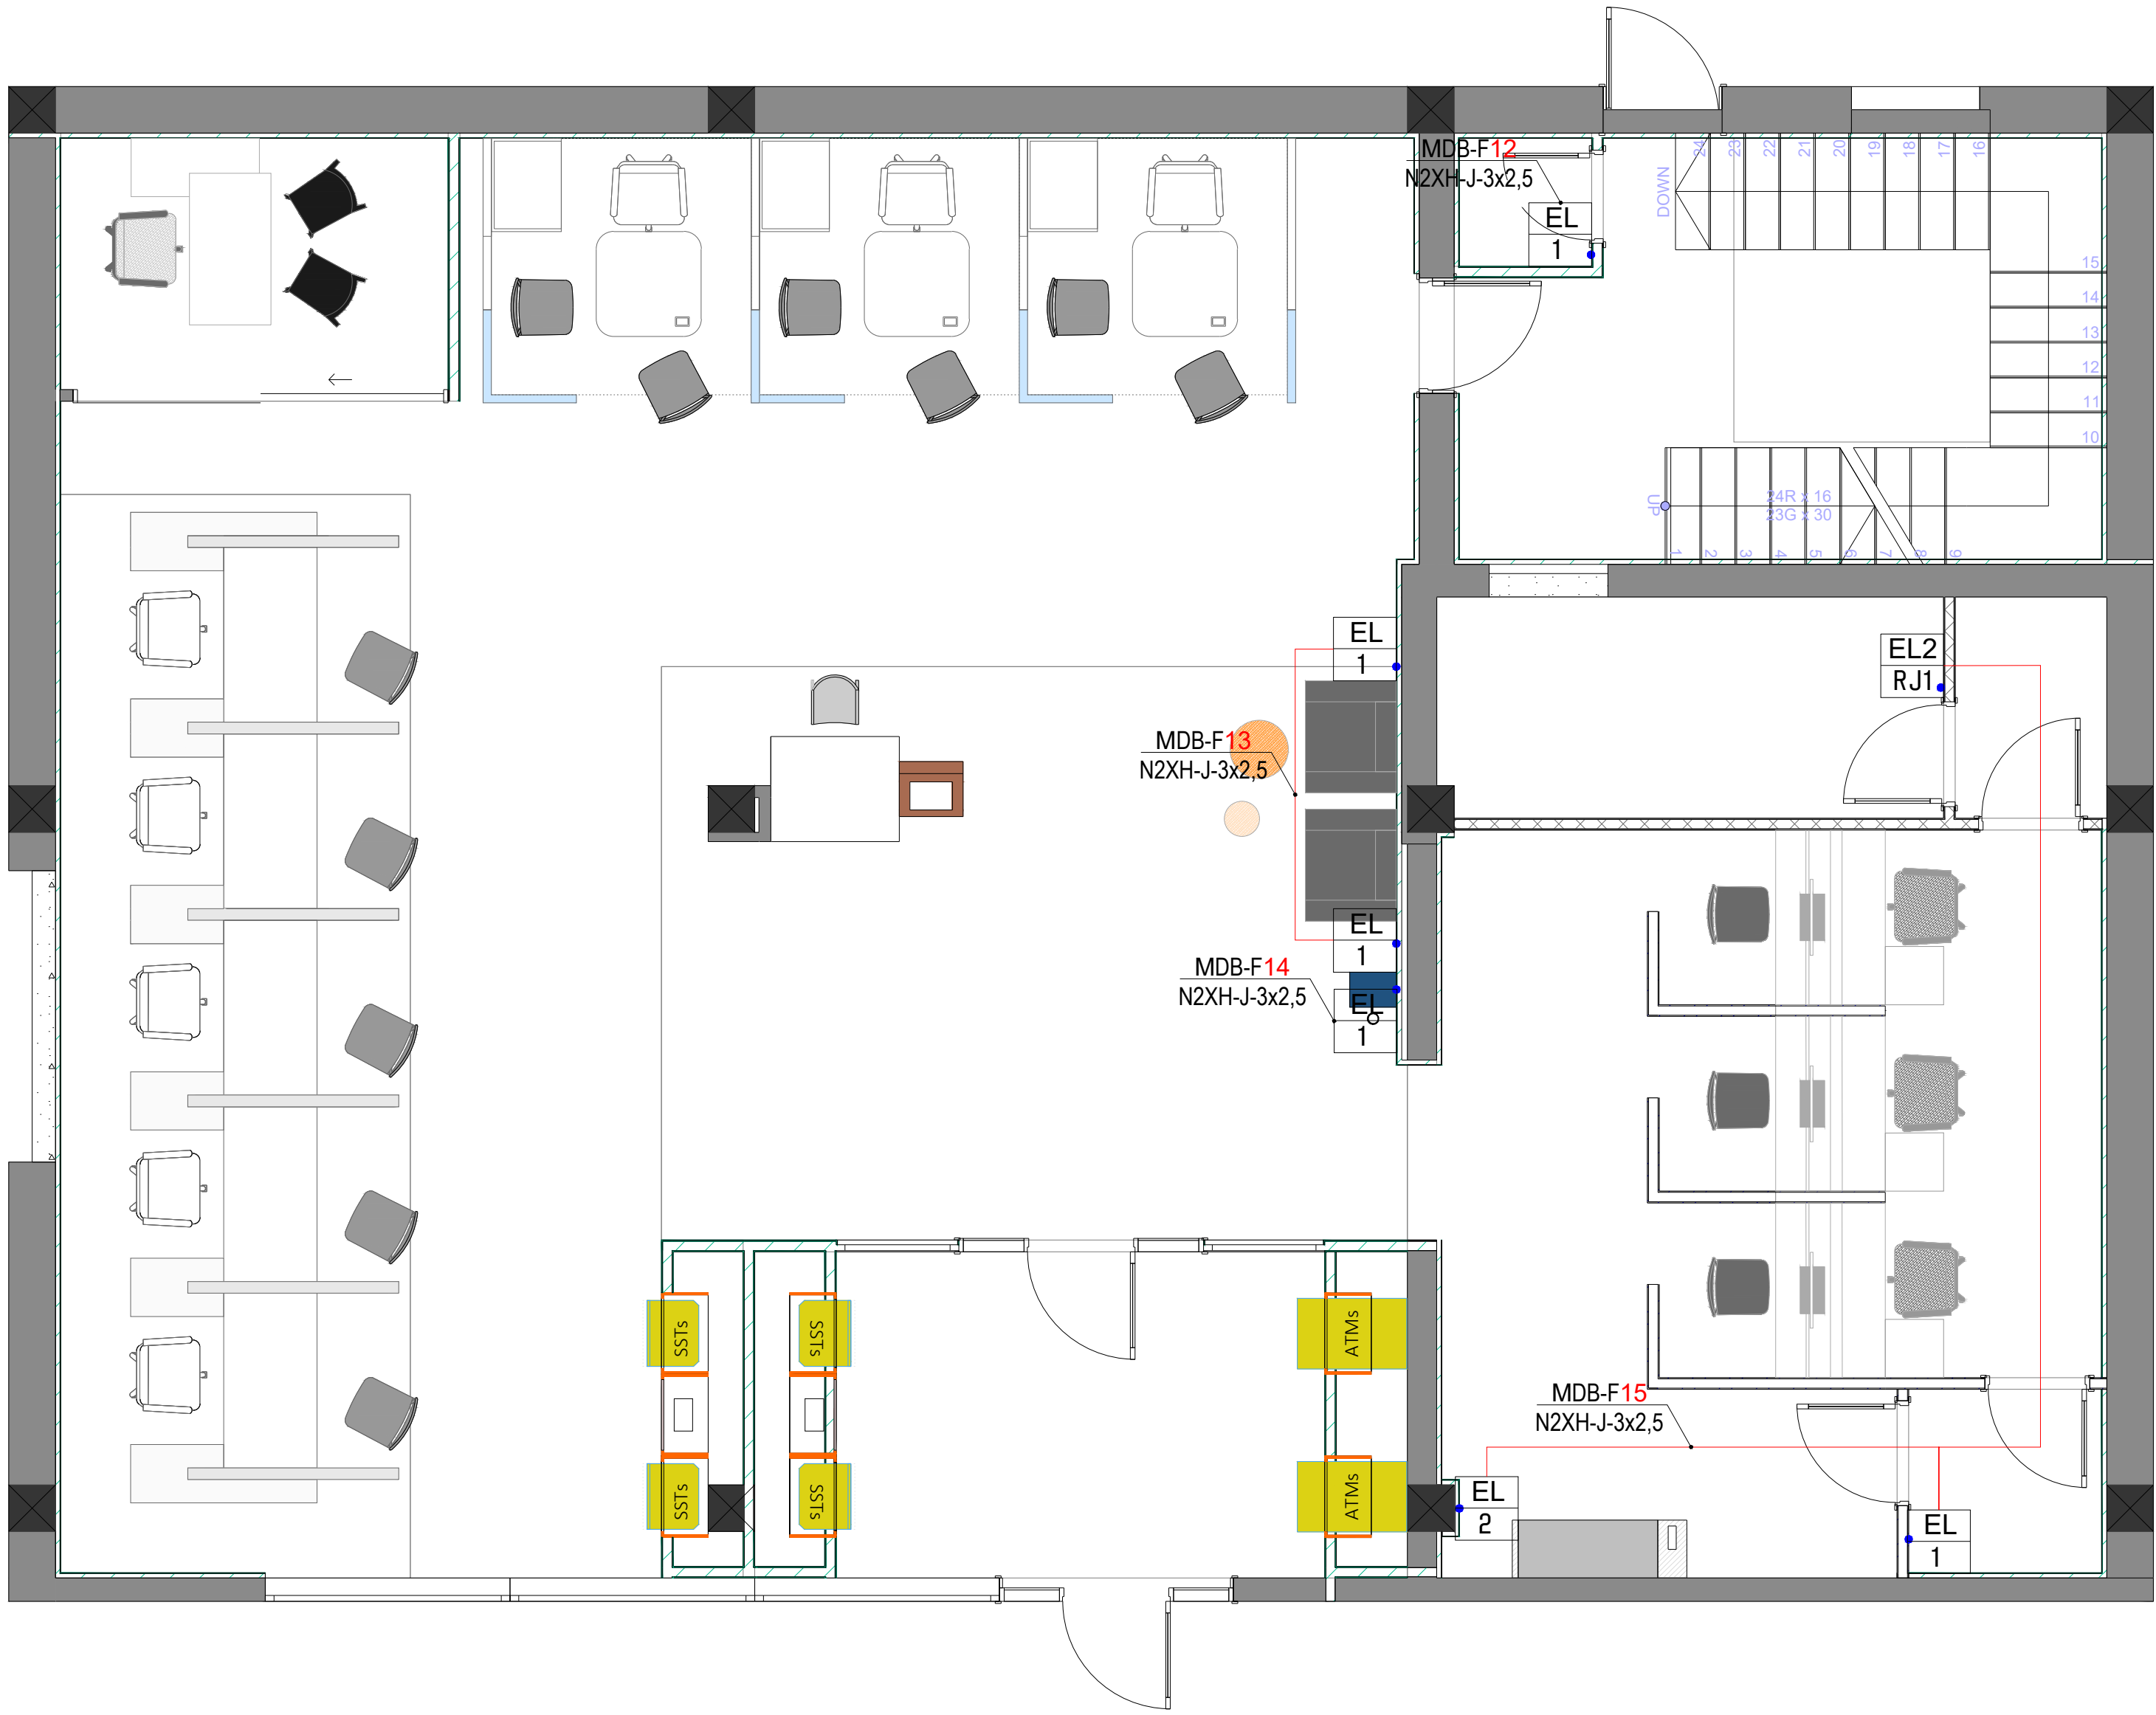 MDB-F12
N2XH-J-3x2,5
EL
1
24
23
22
21
20
19
18
17
16
DOWN
15
14
13
12
11
10
UP
24R x 16
23G x 30
1
2
3
4
5
6
7
8
9
EL
1
EL2
RJ1
MDB-F13
N2XH-J-3x2,5
EL
1
MDB-F14
N2XH-J-3x2,5
EL
1
SSTs
SSTs
ATMs
MDB-F15
N2XH-J-3x2,5
SSTs
SSTs
ATMs
EL
2
EL
1